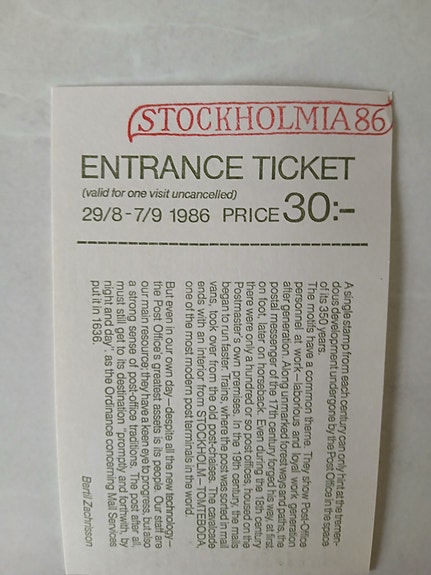 STOCKHOLMIA 86
ENTRANCE TICKET
(valid for one visit uncancelled)
29/8 - 7/9 1986 PRICE 30:-
A single stamp from each century can only hint at the tremen-
dous development undergone by the Post Office in the space
of its 350 years.
The motifs have a common theme. They show Post-Office
personnel at work – laborious and loyal work generation
after generation. Along unmarked forest ways and paths, the
postal messenger of the 17th century forged his way, at first
on foot, later on horseback. Even during the 18th century
there were only a hundred or so post offices, housed on the
Postmaster's own premises. In the 19th century, the mails
began to run faster. Trains, where the post was sorted in mail
vans, took over from the old post-chaises. The cavalcade
ends with an interior from STOCKHOLM – TOMTEBODA,
one of the most modern post terminals in the world.
But even in our own day – despite all the new technology –
the Post Office's greatest assets is its people. Our staff are
our main resource; they have a keen eye to progress, but also
a strong sense of post-office traditions. The post after all,
must still get to its destination "promptly and forthwith, by
night and day", as the Ordinance concerning Mail Services
put it in 1636.
Bertil Zachrisson